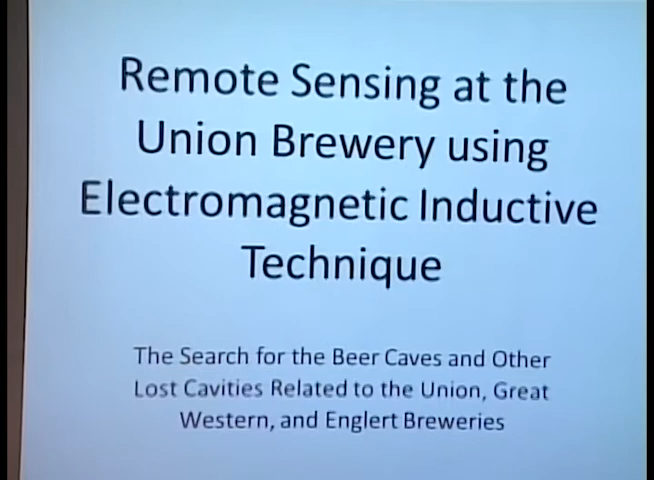 Remote Sensing at the
Union Brewery using
Electromagnetic Inductive
Technique
The Search for the Beer Caves and Other
Lost Cavities Related to the Union, Great
Western, and Englert Breweries